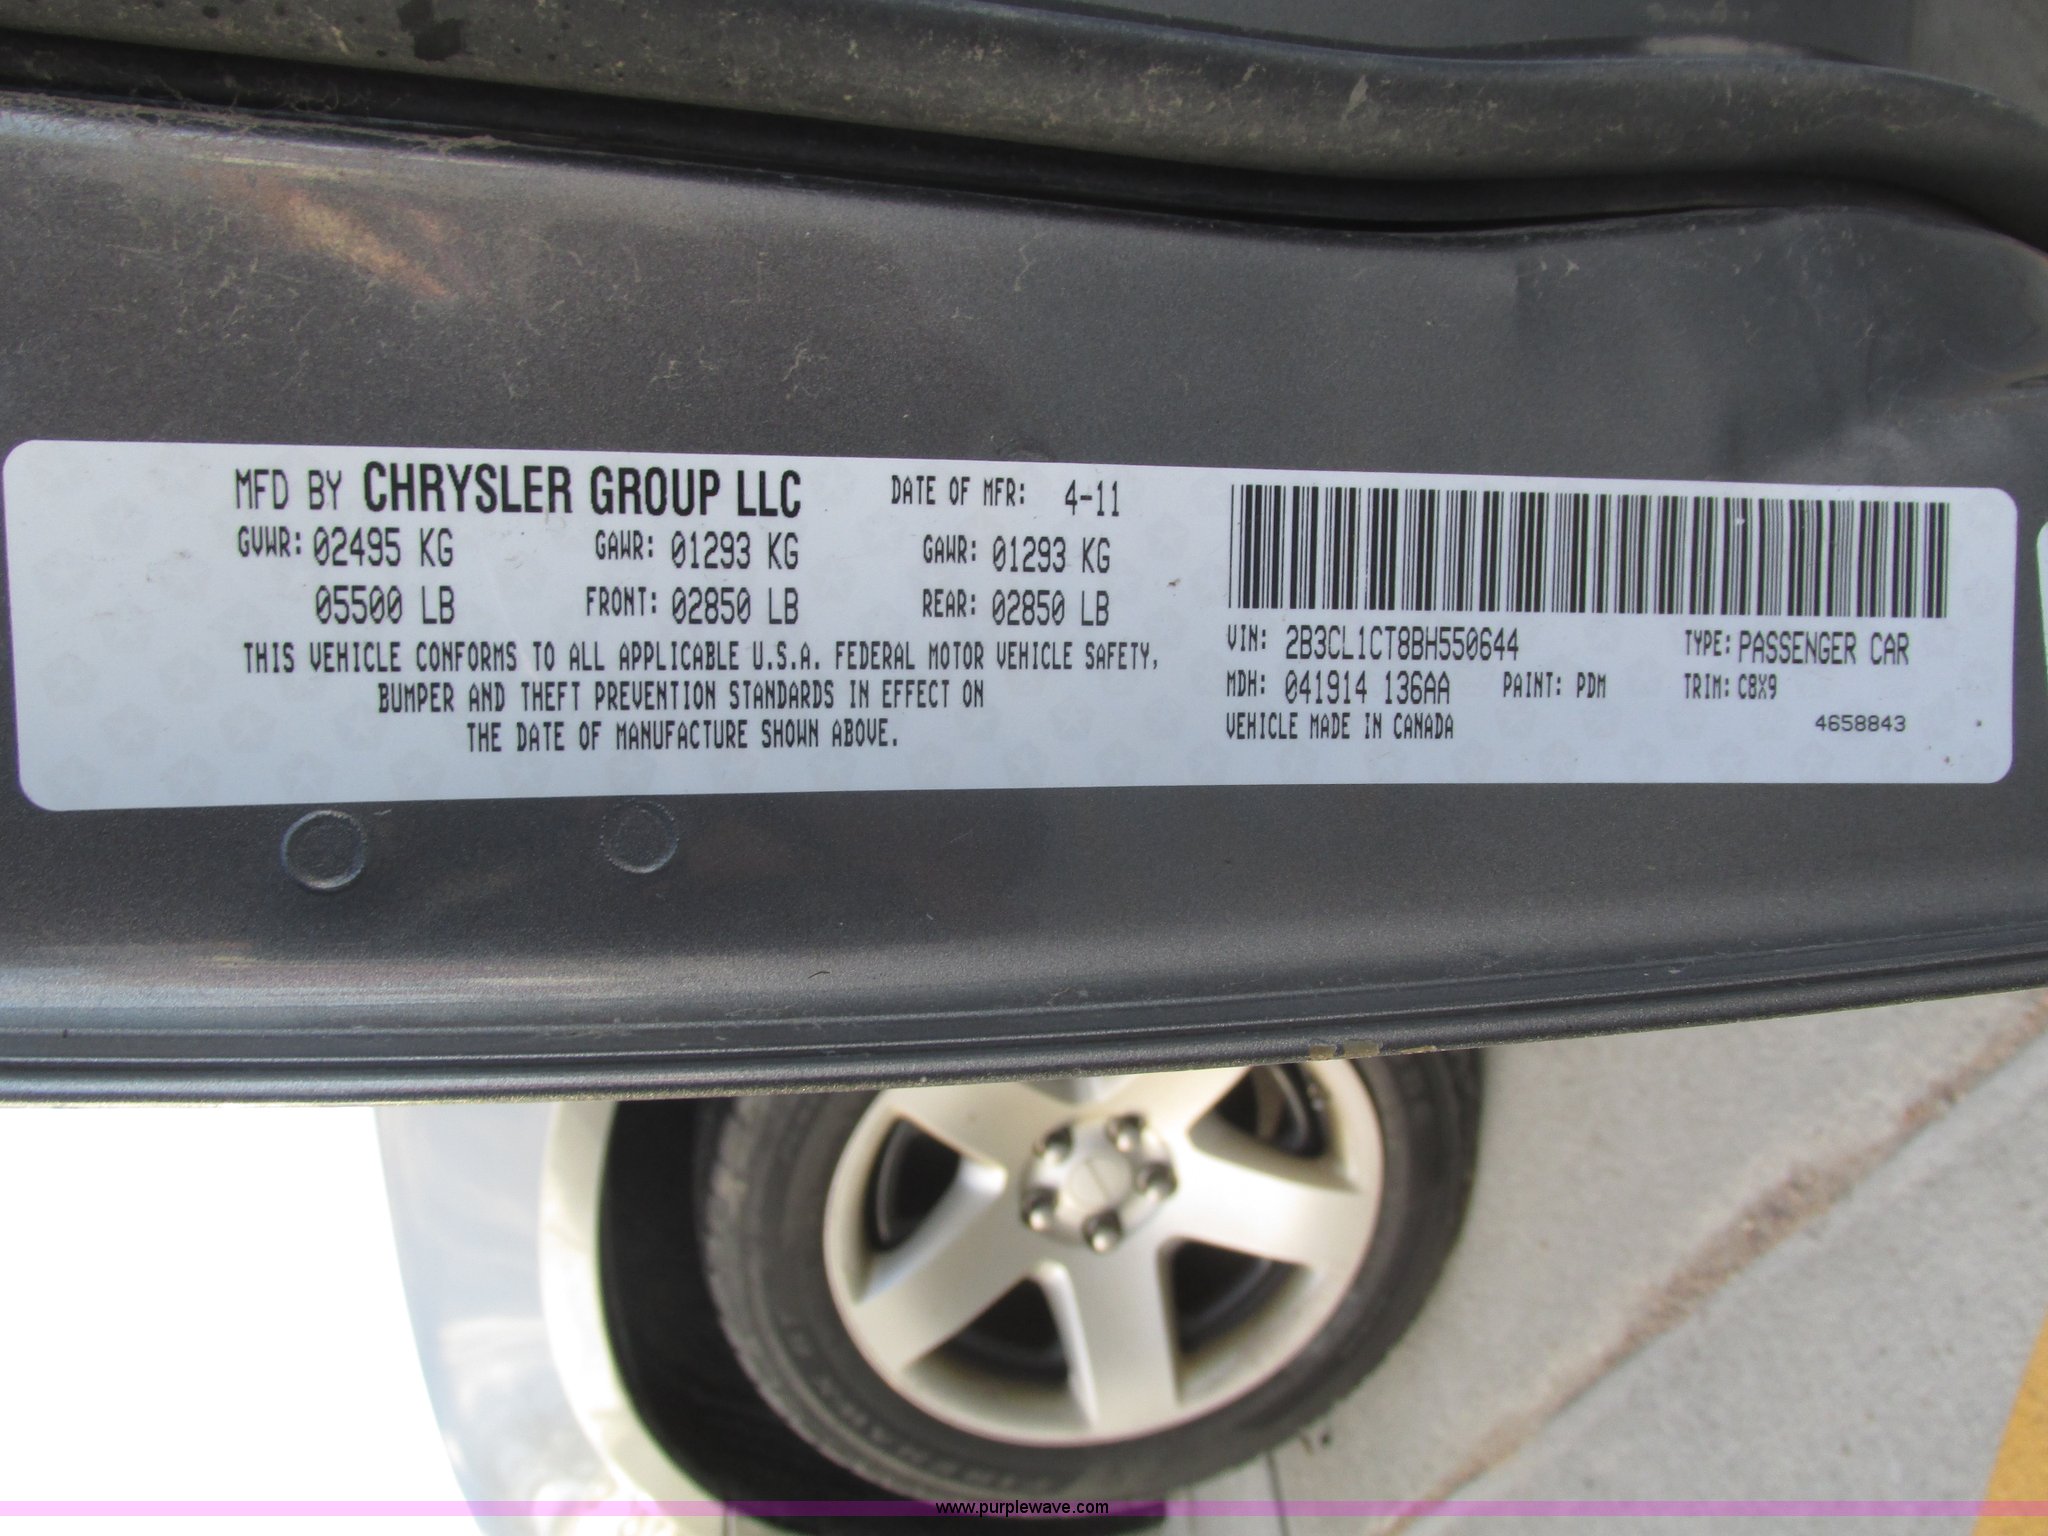 MFD BY CHRYSLER GROUP LLC DATE OF MFR: 4-11
GVWR: 02495 KG GAWR: 01293 KG GAWR: 01293 KG
05500 LB FRONT: 02850 LB REAR: 02850 LB
THIS VEHICLE CONFORMS TO ALL APPLICABLE U.S.A. FEDERAL MOTOR VEHICLE SAFETY,
BUMPER AND THEFT PREVENTION STANDARDS IN EFFECT ON
THE DATE OF MANUFACTURE SHOWN ABOVE.
VIN: 2B3CL1CT8BH550644 TYPE: PASSENGER CAR
MDH: 041914 136AA PAINT: PDM TRIM: C8X9
VEHICLE MADE IN CANADA 4658843
www.purplewave.com